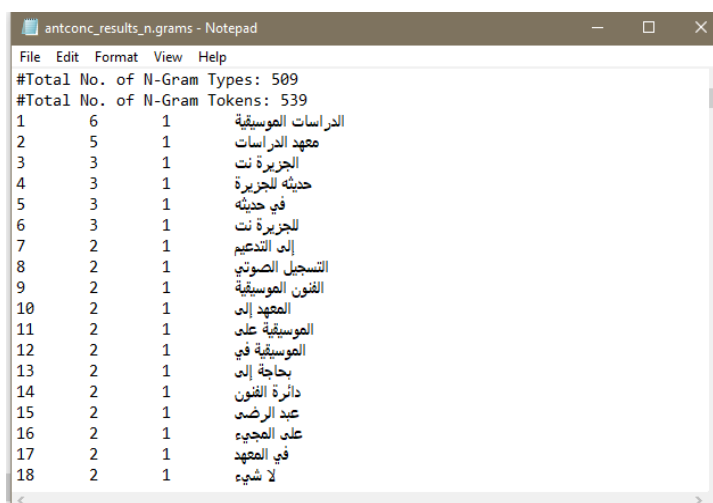 antconc_results_n.grams - Notepad
File Edit Format View Help
#Total No. of N-Gram Types: 509
#Total No. of N-Gram Tokens: 539
1 6 1 الدراسات الموسيقية
2 5 1 معهد الدراسات
3 3 1 الجزيرة نت
4 3 1 حديثه للجزيرة
5 3 1 في حديثه
6 3 1 للجزيرة نت
7 2 1 إلى التدعيم
8 2 1 التسجيل الصوتي
9 2 1 الفنون الموسيقية
10 2 1 المعهد إلى
11 2 1 الموسيقية على
12 2 1 الموسيقية في
13 2 1 بحاجة إلى
14 2 1 دائرة الفنون
15 2 1 عبد الرضى
16 2 1 على المجيء
17 2 1 في المعهد
18 2 1 لا شيء